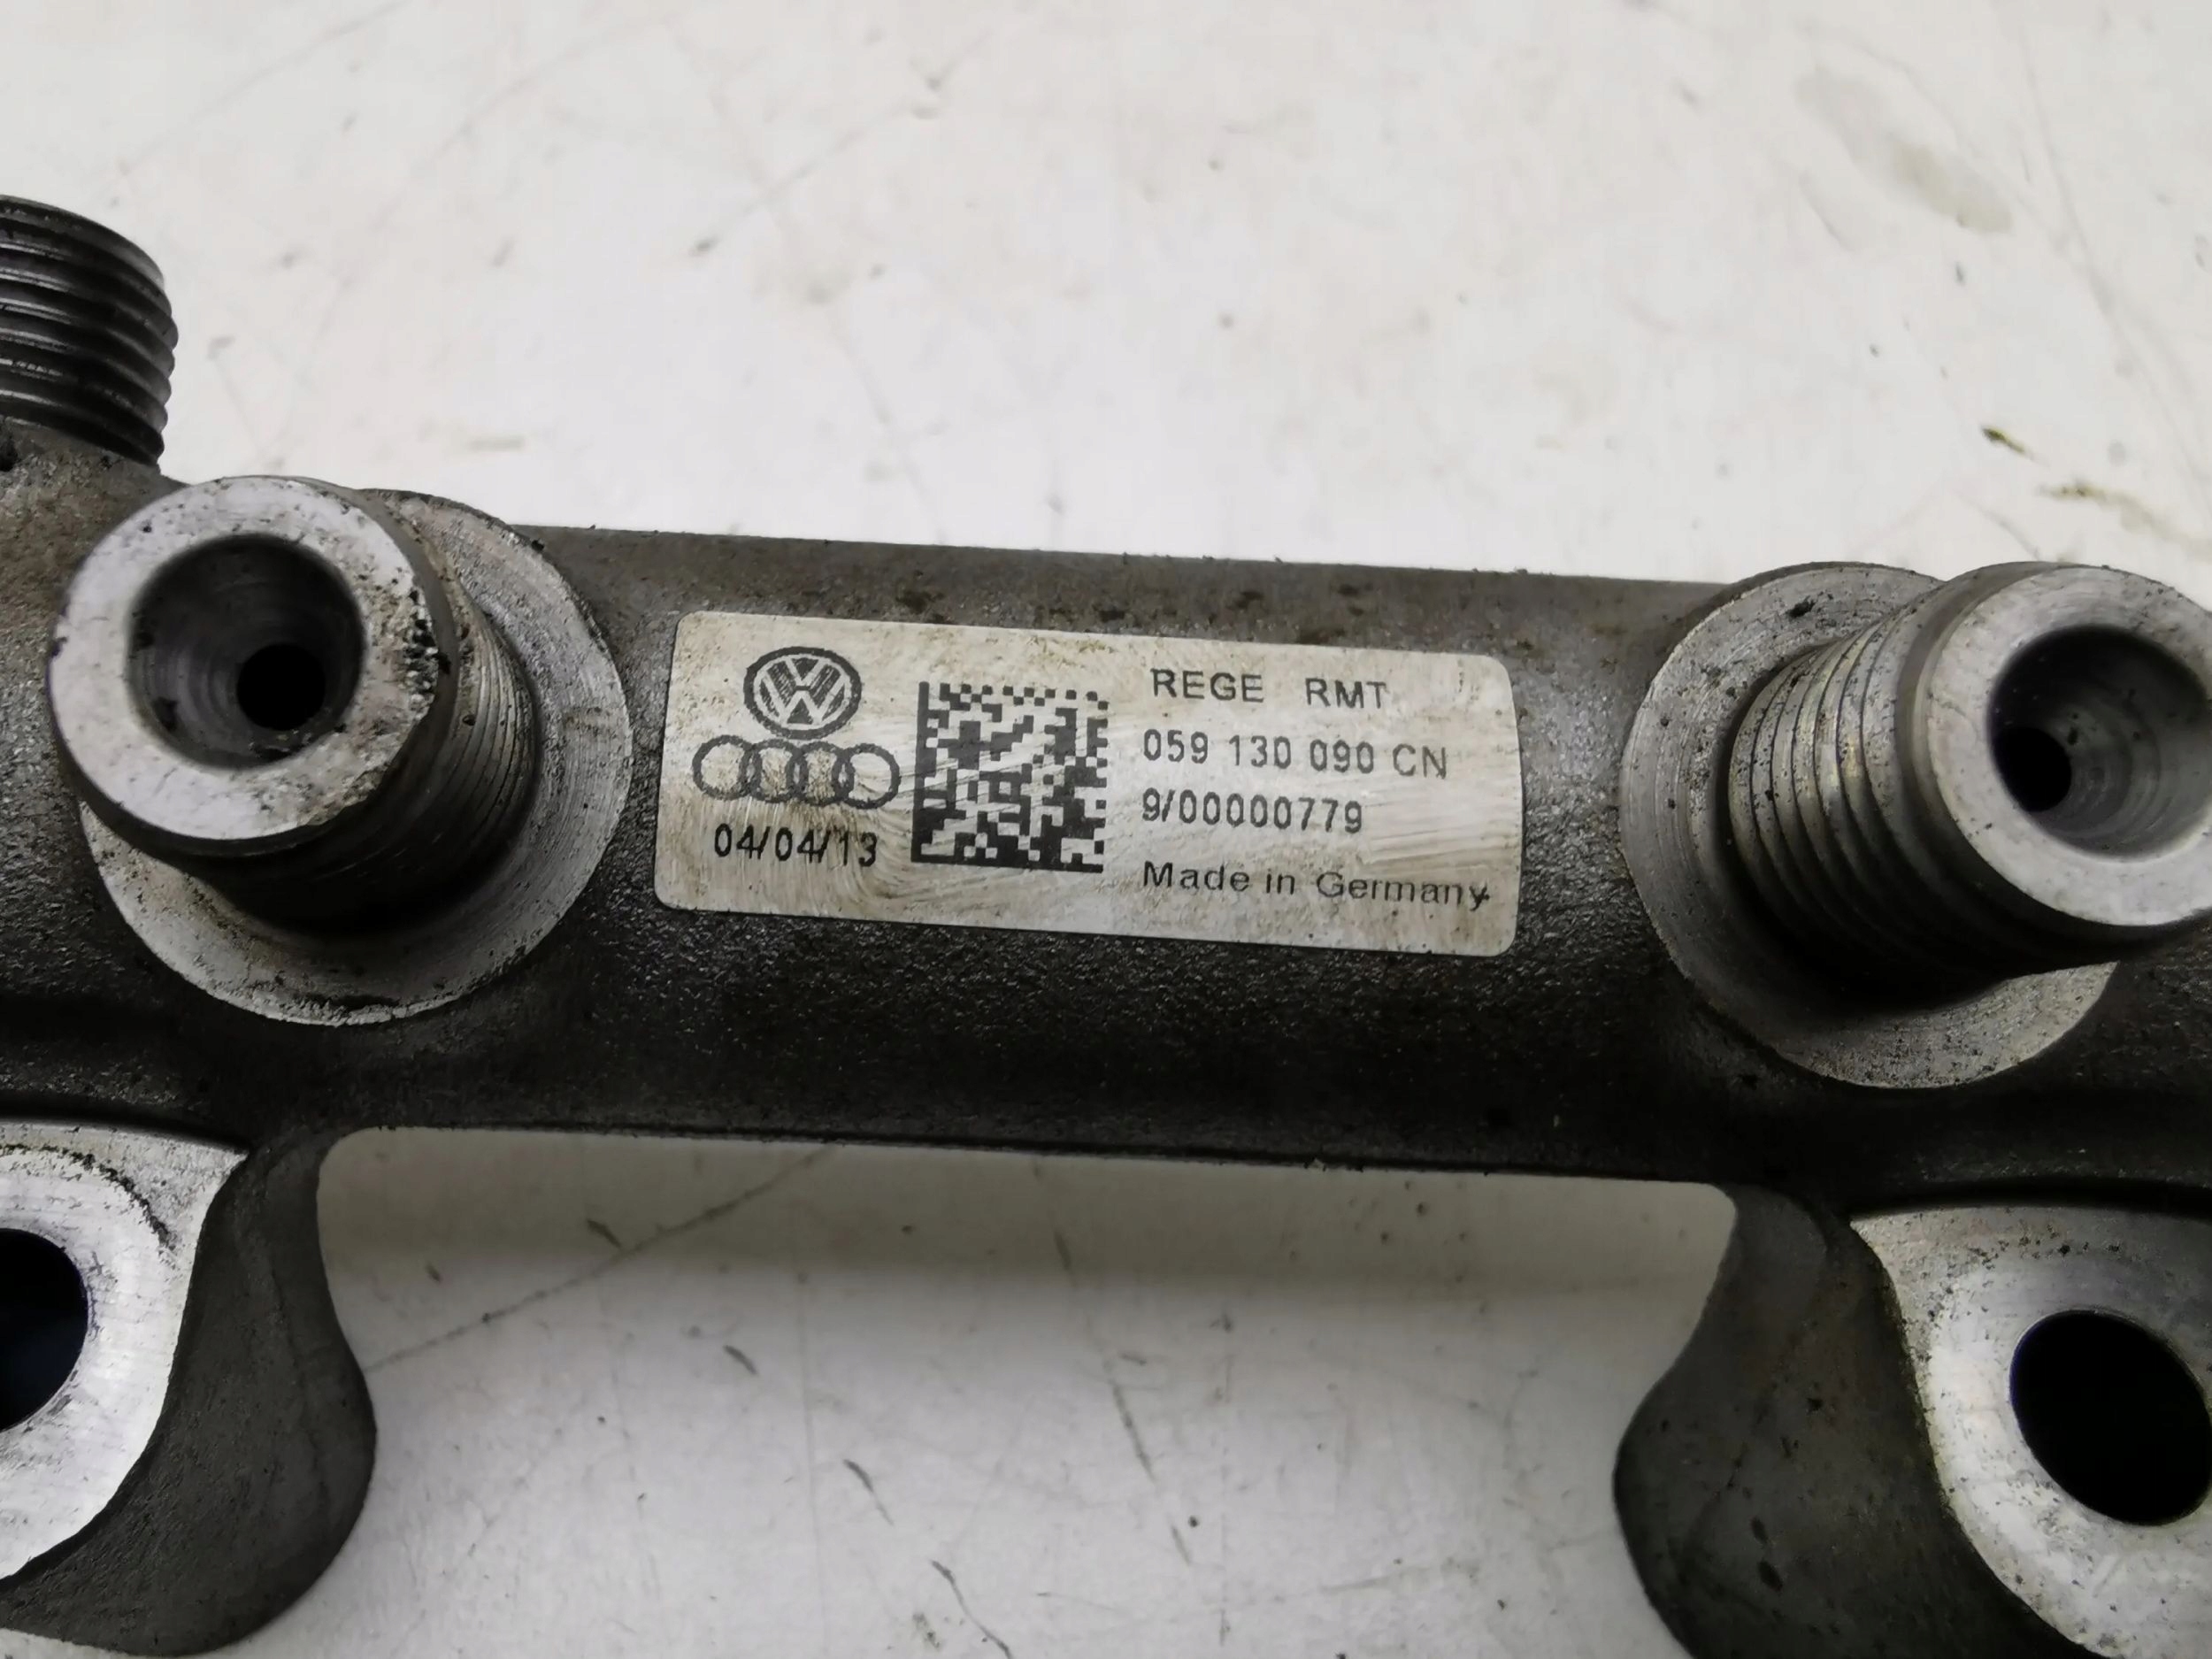 04/04/13
REGE RMT
059 130 090 CN
9/00000779
Made in Germany